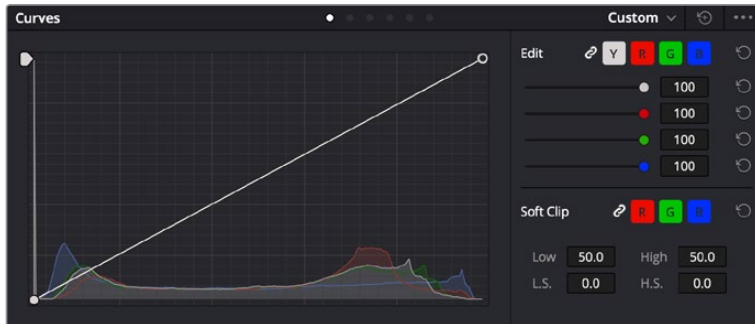 Curves Custom
Edit Y R G B
100
100
100
100
Soft Clip R G B
Low 50.0 High 50.0
L.S. 0.0 H.S. 0.0